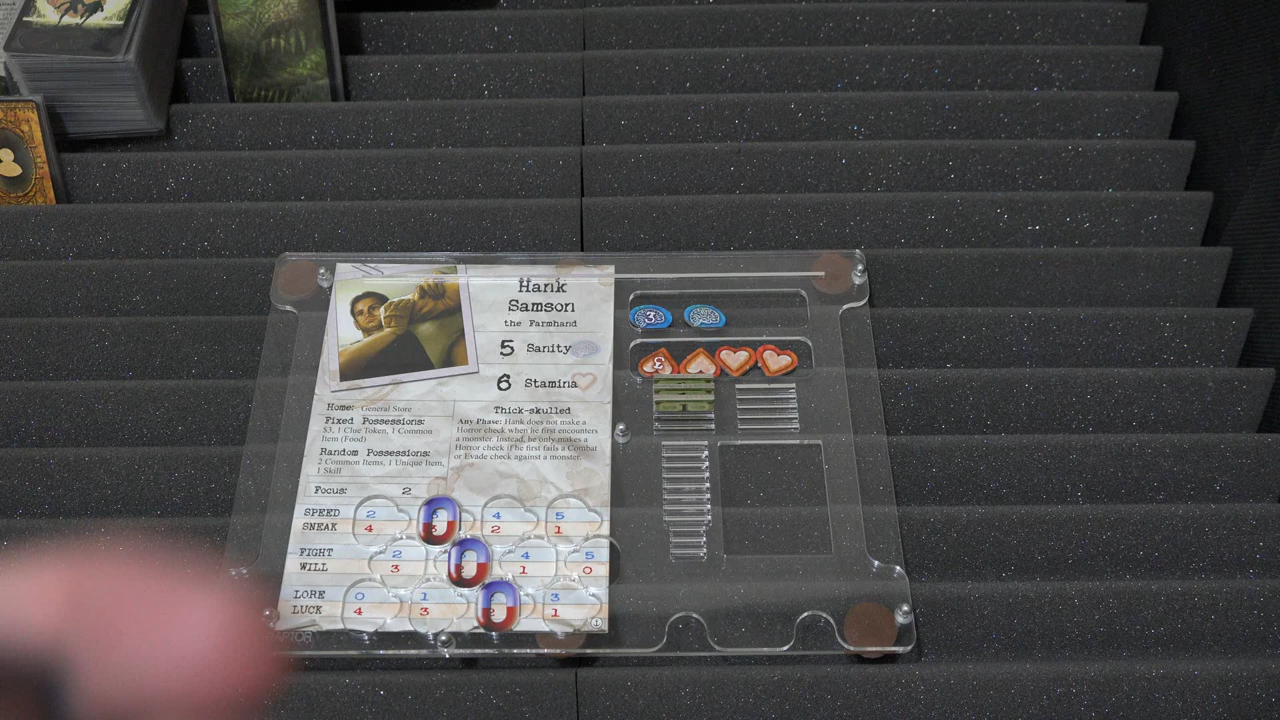 Hank
Samson
the Farmhand
5 Sanity
6 Stamina
Home: General Store
Fixed Possessions:
$3, 1 Clue Token, 1 Common
Item (Food)
Random Possessions:
2 Common Items, 1 Unique Item,
1 Skill
Thick-skulled
Any Phase: Hank does not make a
Horror check when he first encounters
a monster. Instead, he only makes a
Horror check if he first fails a Combat
or Evade check against a monster.
Focus: 2
SPEED 2 4 5
SNEAK 4 3 2 1
FIGHT 2 4 5
WILL 3 1 0
LORE 0 1 3
LUCK 4 3 2 1
3
3